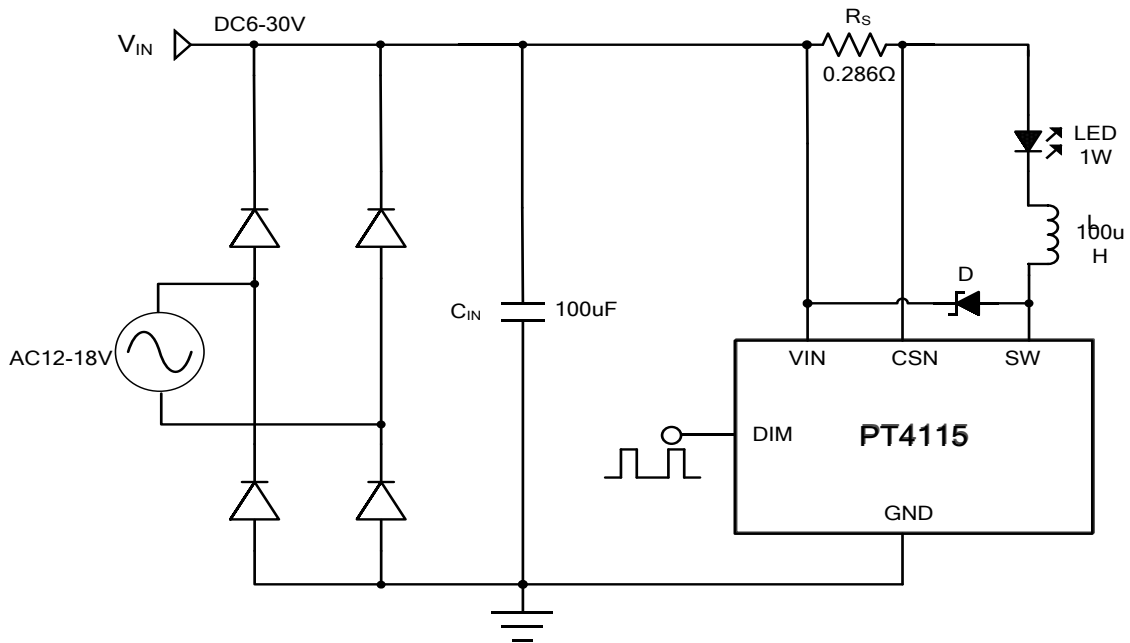 DC6-30V
VIN
RS
0.286Ω
LED
1W
L
100u
H
D
CIN
100uF
AC12-18V
VIN
CSN
SW
DIM
PT4115
GND